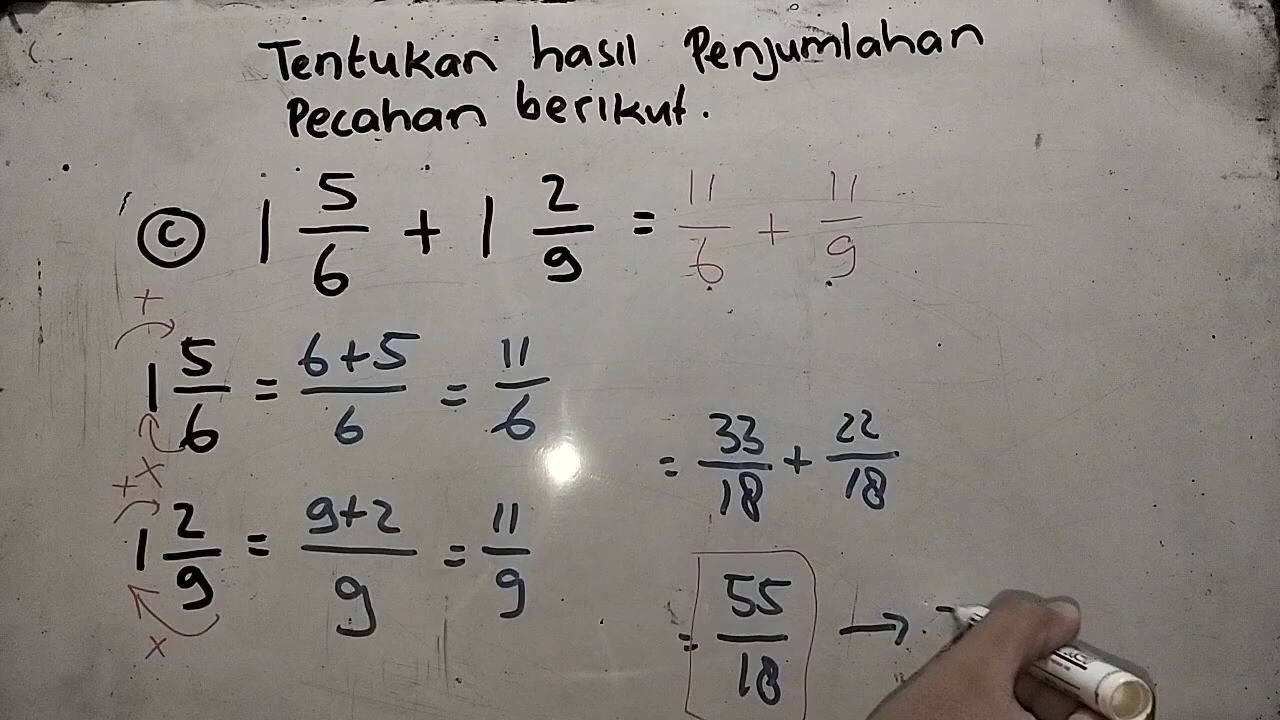 Tentukan hasil Penjumlahan
Pecahan berikut.
© 1 5/6 + 1 2/9 = 11/6 + 11/9
+
1 5/6 = 6+5/6 = 11/6
x
= 33/18 + 22/18
+
1 2/9 = 9+2/9 = 11/9
x
= 55/18 →